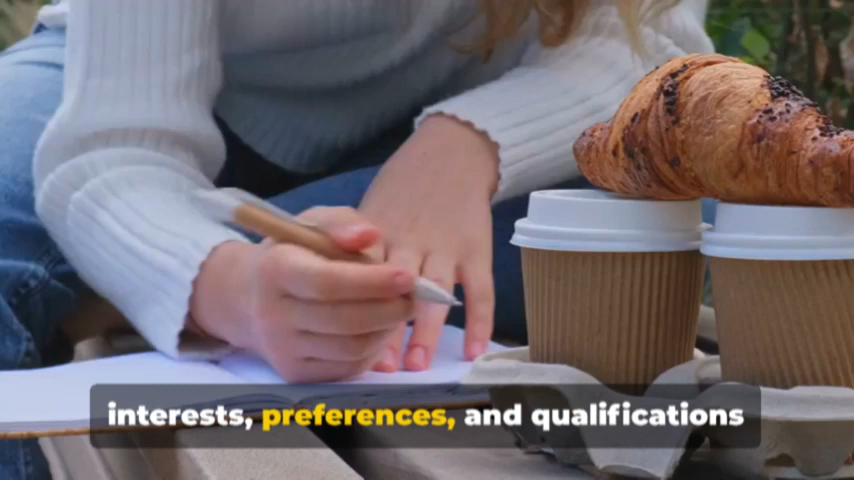 interests, preferences, and qualifications